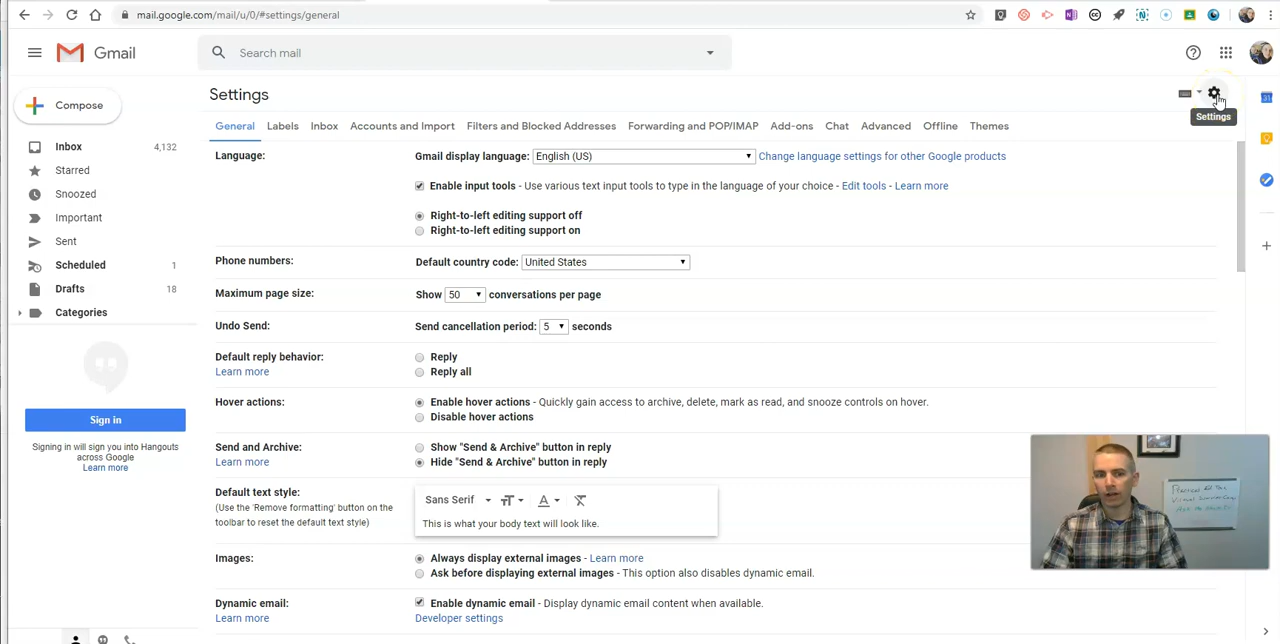 mail.google.com/mail/u/0/#settings/general
Gmail
Search mail
Compose
Settings
Settings
General Labels Inbox Accounts and Import Filters and Blocked Addresses Forwarding and POP/IMAP Add-ons Chat Advanced Offline Themes
Inbox 4,132
Starred
Snoozed
Important
Sent
Scheduled 1
Drafts 18
Categories
Sign in
Signing in will sign you into Hangouts
across Google
Learn more
Language:
Gmail display language: English (US) Change language settings for other Google products
Enable input tools - Use various text input tools to type in the language of your choice - Edit tools - Learn more
Right-to-left editing support off
Right-to-left editing support on
Phone numbers:
Default country code: United States
Maximum page size:
Show 50 conversations per page
Undo Send:
Send cancellation period: 5 seconds
Default reply behavior:
Learn more
Reply
Reply all
Hover actions:
Enable hover actions - Quickly gain access to archive, delete, mark as read, and snooze controls on hover.
Disable hover actions
Send and Archive:
Learn more
Show "Send & Archive" button in reply
Hide "Send & Archive" button in reply
Default text style:
(Use the 'Remove formatting' button on the
toolbar to reset the default text style)
Sans Serif
This is what your body text will look like.
Images:
Always display external images - Learn more
Ask before displaying external images - This option also disables dynamic email.
Dynamic email:
Learn more
Enable dynamic email - Display dynamic email content when available.
Developer settings